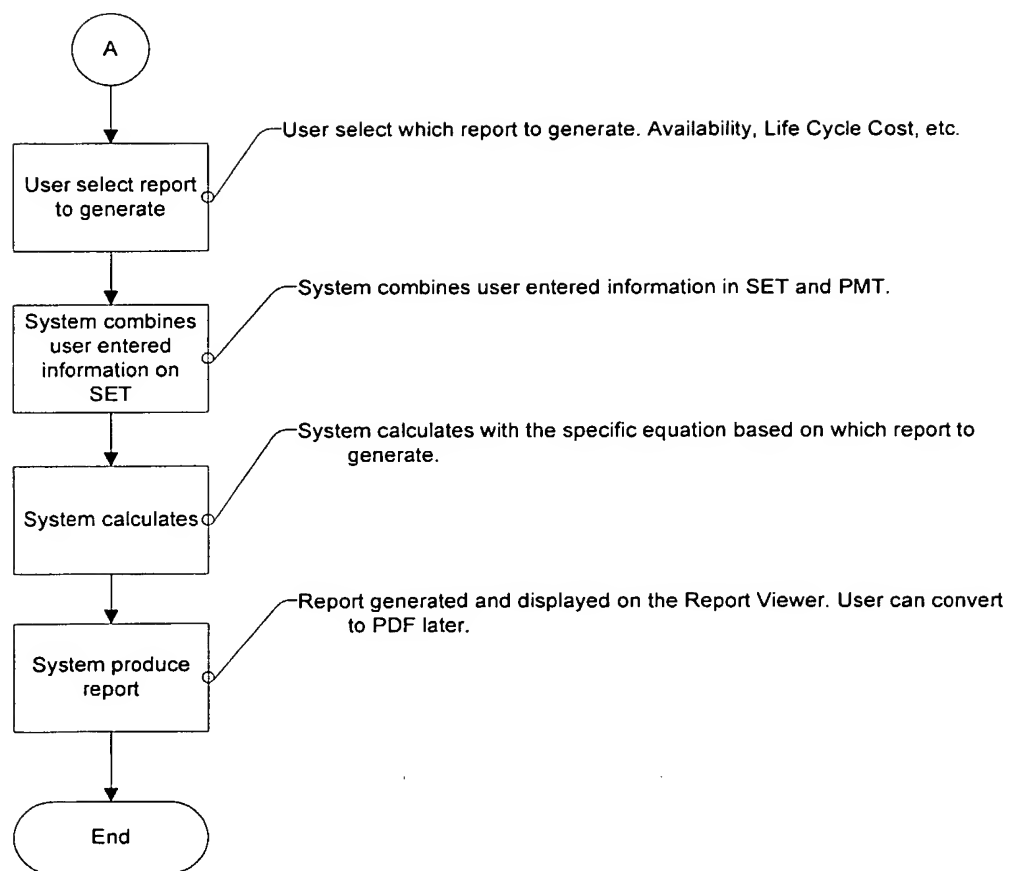 A
User select which report to generate. Availability, Life Cycle Cost, etc.
User select report
to generate
System combines user entered information in SET and PMT.
System combines
user entered
information on
SET
System calculates with the specific equation based on which report to
generate.
System calculates
Report generated and displayed on the Report Viewer. User can convert
to PDF later.
System produce
report
End